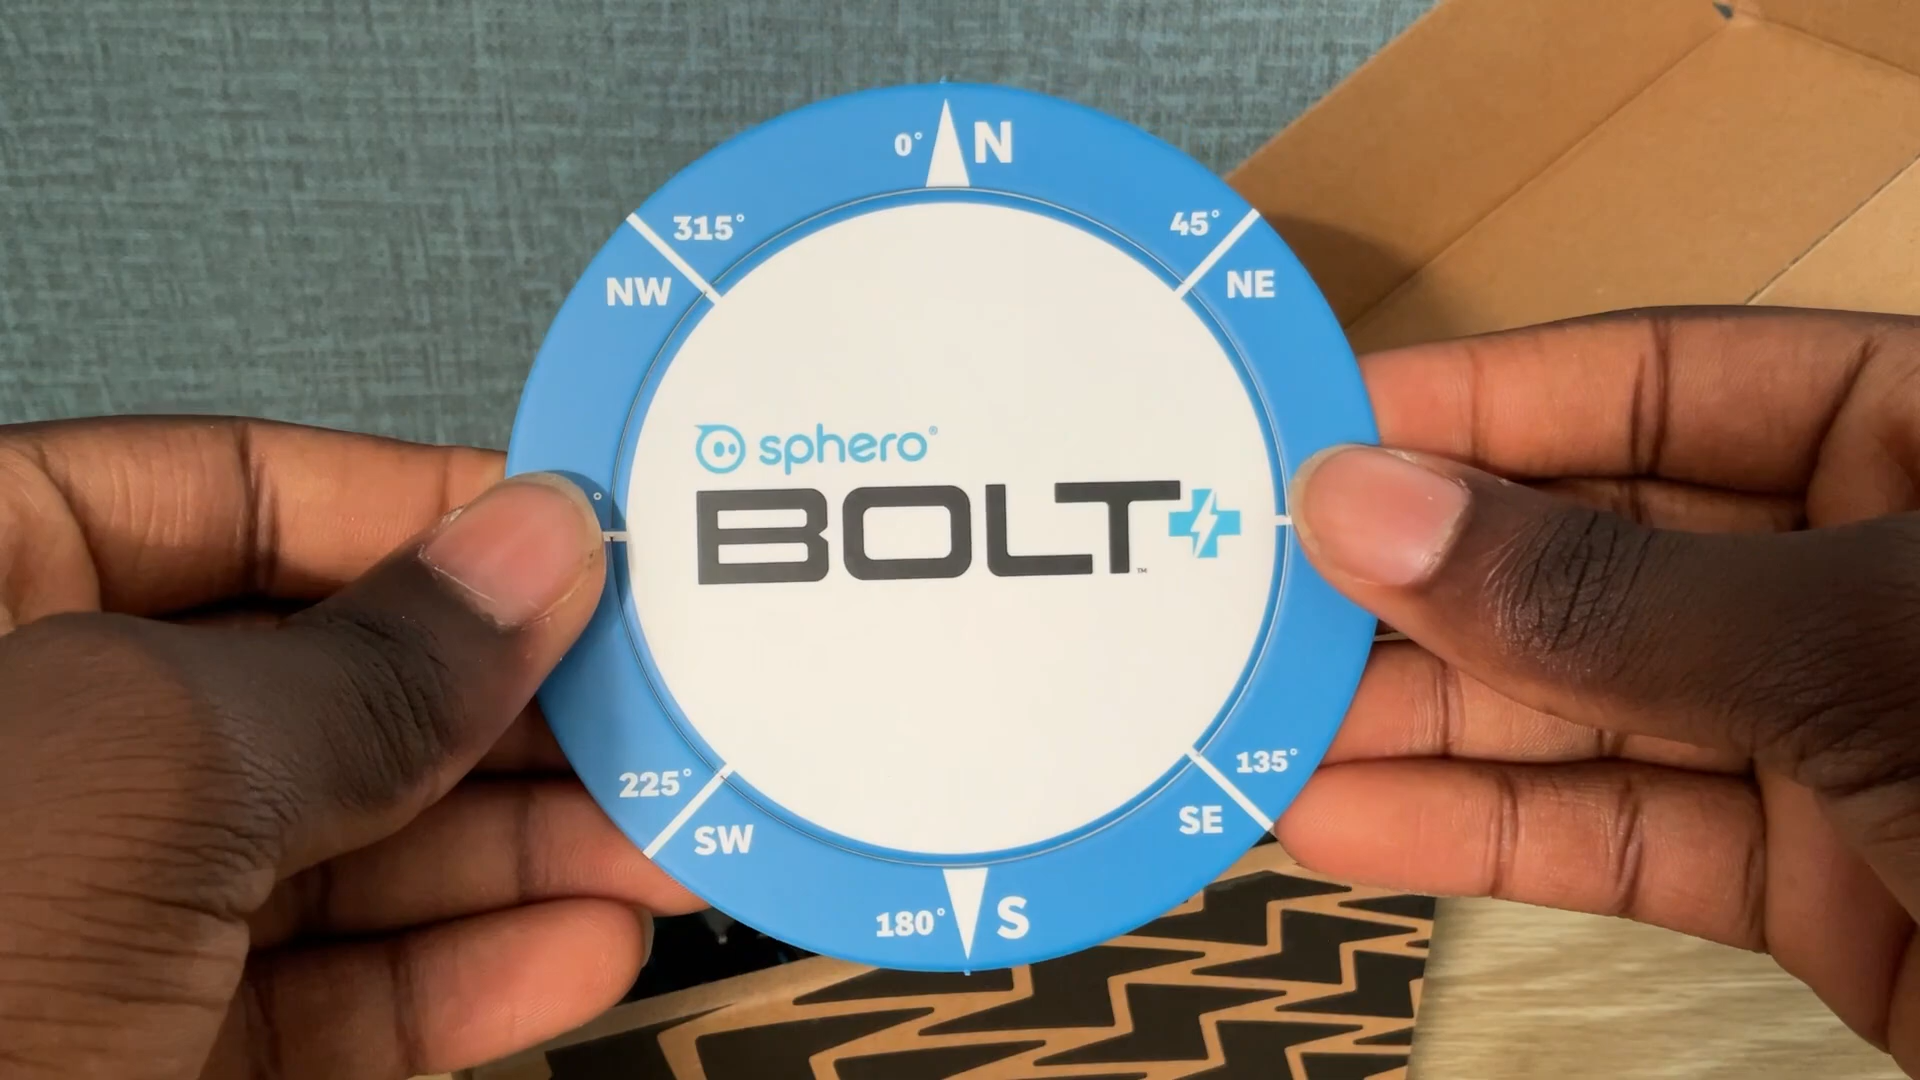 0° N
315° 45°
NW NE
sphero®
BOLT+™
225° 135°
SW SE
180° S